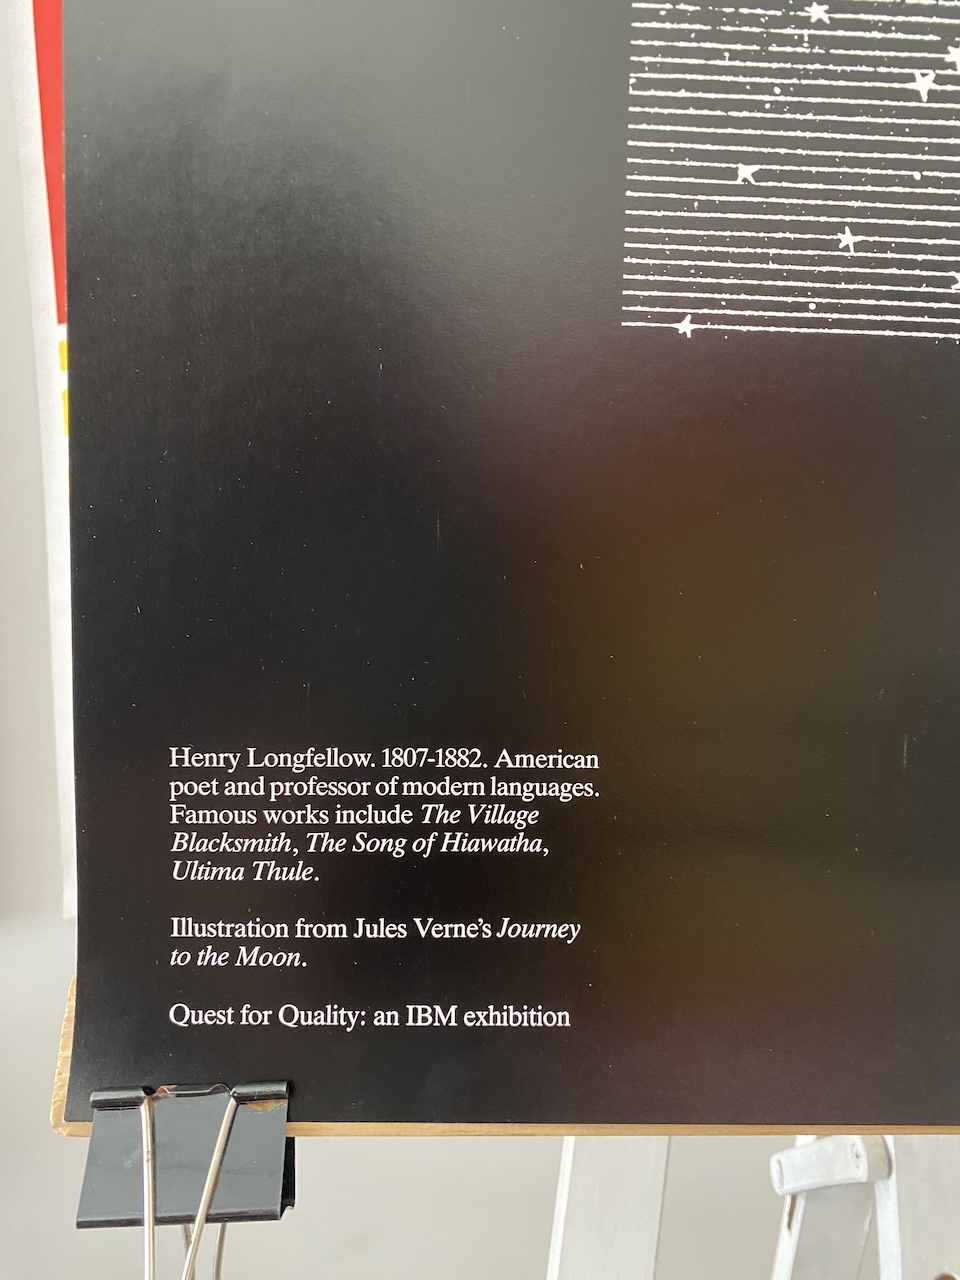 Henry Longfellow. 1807-1882. American
poet and professor of modern languages.
Famous works include The Village
Blacksmith, The Song of Hiawatha,
Ultima Thule.
Illustration from Jules Verne's Journey
to the Moon.
Quest for Quality: an IBM exhibition